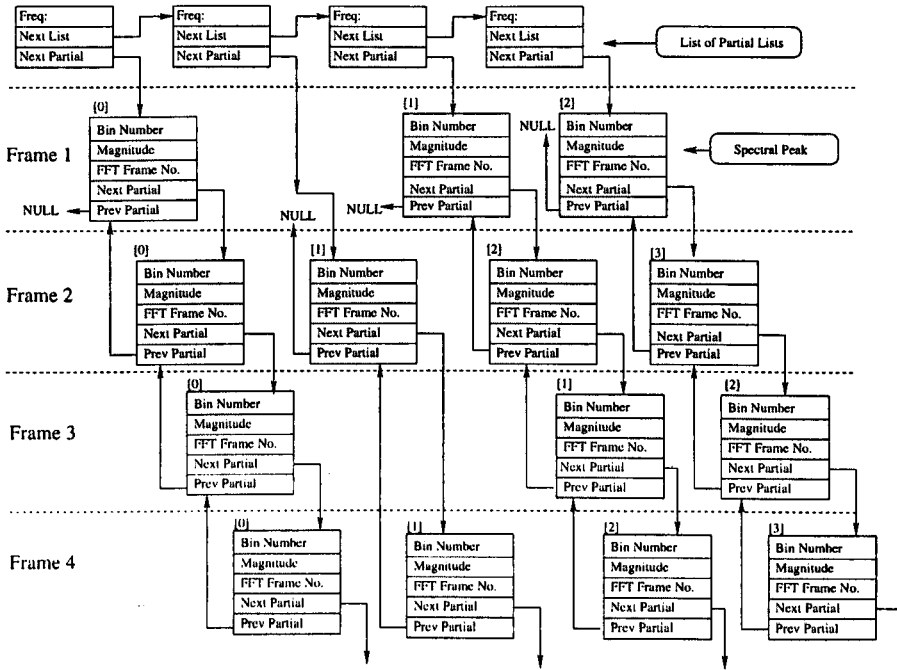 Freq:
Next List
Next Partial
Freq:
Next List
Next Partial
Freq:
Next List
Next Partial
Freq:
Next List
Next Partial
List of Partial Lists
Frame 1
[0]
Bin Number
Magnitude
FFT Frame No.
Next Partial
Prev Partial
NULL
[1]
Bin Number
Magnitude
FFT Frame No.
Next Partial
Prev Partial
NULL
[2]
Bin Number
Magnitude
FFT Frame No.
Next Partial
Prev Partial
NULL
Spectral Peak
Frame 2
[0]
Bin Number
Magnitude
FFT Frame No.
Next Partial
Prev Partial
NULL
[1]
Bin Number
Magnitude
FFT Frame No.
Next Partial
Prev Partial
[2]
Bin Number
Magnitude
FFT Frame No.
Next Partial
Prev Partial
[3]
Bin Number
Magnitude
FFT Frame No.
Next Partial
Prev Partial
Frame 3
[0]
Bin Number
Magnitude
FFT Frame No.
Next Partial
Prev Partial
[1]
Bin Number
Magnitude
FFT Frame No.
Next Partial
Prev Partial
[2]
Bin Number
Magnitude
FFT Frame No.
Next Partial
Prev Partial
Frame 4
[0]
Bin Number
Magnitude
FFT Frame No.
Next Partial
Prev Partial
[1]
Bin Number
Magnitude
FFT Frame No.
Next Partial
Prev Partial
[2]
Bin Number
Magnitude
FFT Frame No.
Next Partial
Prev Partial
[3]
Bin Number
Magnitude
FFT Frame No.
Next Partial
Prev Partial